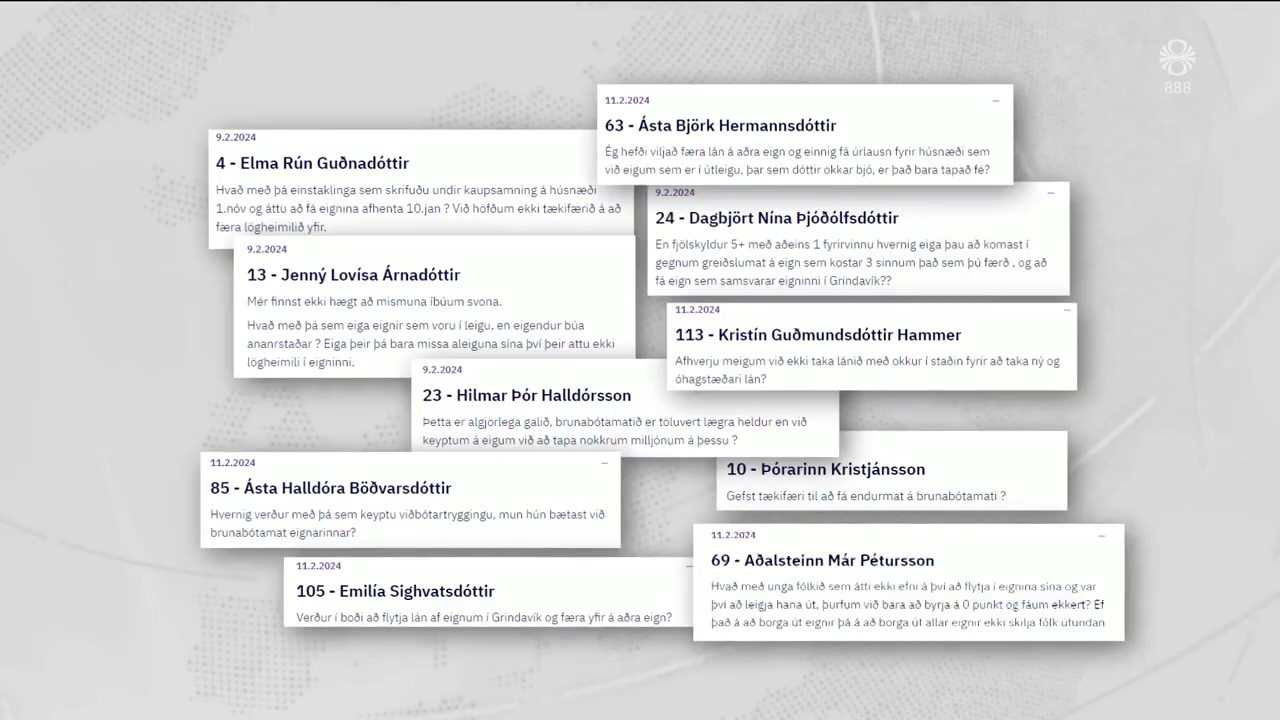 888
11.2.2024
63 - Ásta Björk Hermannsdóttir
Ég hefði viljað færa lán á aðra eign og einnig fá úrlausn fyrir húsnæði sem
við eigum sem er í útleigu, þar sem dóttir okkar bjó, er það bara tapað fé?
9.2.2024
4 - Elma Rún Guðnadóttir
Hvað með þá einstaklinga sem skrifuðu undir kaupsamning á húsnæði
1.nóv og áttu að fá eignina afhenta 10.jan ? Við höfðum ekki tækifærið á að
færa lögheimilið yfir.
9.2.2024
24 - Dagbjört Nína Þjóðólfsdóttir
En fjölskyldur 5+ með aðeins 1 fyrirvinnu hvernig eiga þau að komast í
gegnum greiðslumat á eign sem kostar 3 sinnum það sem þú færð , og að
fá eign sem samsvarar eigninni í Grindavík??
9.2.2024
13 - Jenný Lovísa Árnadóttir
Mér finnst ekki hægt að mismuna íbúum svona.
Hvað með þá sem eiga eignir sem voru í leigu, en eigendur búa
ananrstaðar ? Eiga þeir þá bara missa aleiguna sína því þeir attu ekki
lögheimili í eigninni.
11.2.2024
113 - Kristín Guðmundsdóttir Hammer
Afhverju meigum við ekki taka lánið með okkur í staðin fyrir að taka ný og
óhagstæðari lán?
9.2.2024
23 - Hilmar Þór Halldórsson
Þetta er algjörlega galið, brunabótamatið er töluvert lægra heldur en við
keyptum á eigum við að tapa nokkrum milljónum á þessu ?
11.2.2024
85 - Ásta Halldóra Böðvarsdóttir
Hvernig verður með þá sem keyptu viðbótartryggingu, mun hún bætast við
brunabótamat eignarinnar?
10 - Þórarinn Kristjánsson
Gefst tækifæri til að fá endurmat á brunabótamati ?
11.2.2024
105 - Emilía Sighvatsdóttir
Verður í boði að flytja lán af eignum í Grindavík og færa yfir á aðra eign?
11.2.2024
69 - Aðalsteinn Már Pétursson
Hvað með unga fólkið sem átti ekki efni á því að flytja í eignina sína og var
því að leigja hana út, þurfum við bara að byrja á 0 punkt og fáum ekkert? Ef
það á að borga út eignir þá á að borga út allar eignir ekki skilja fólk útundan